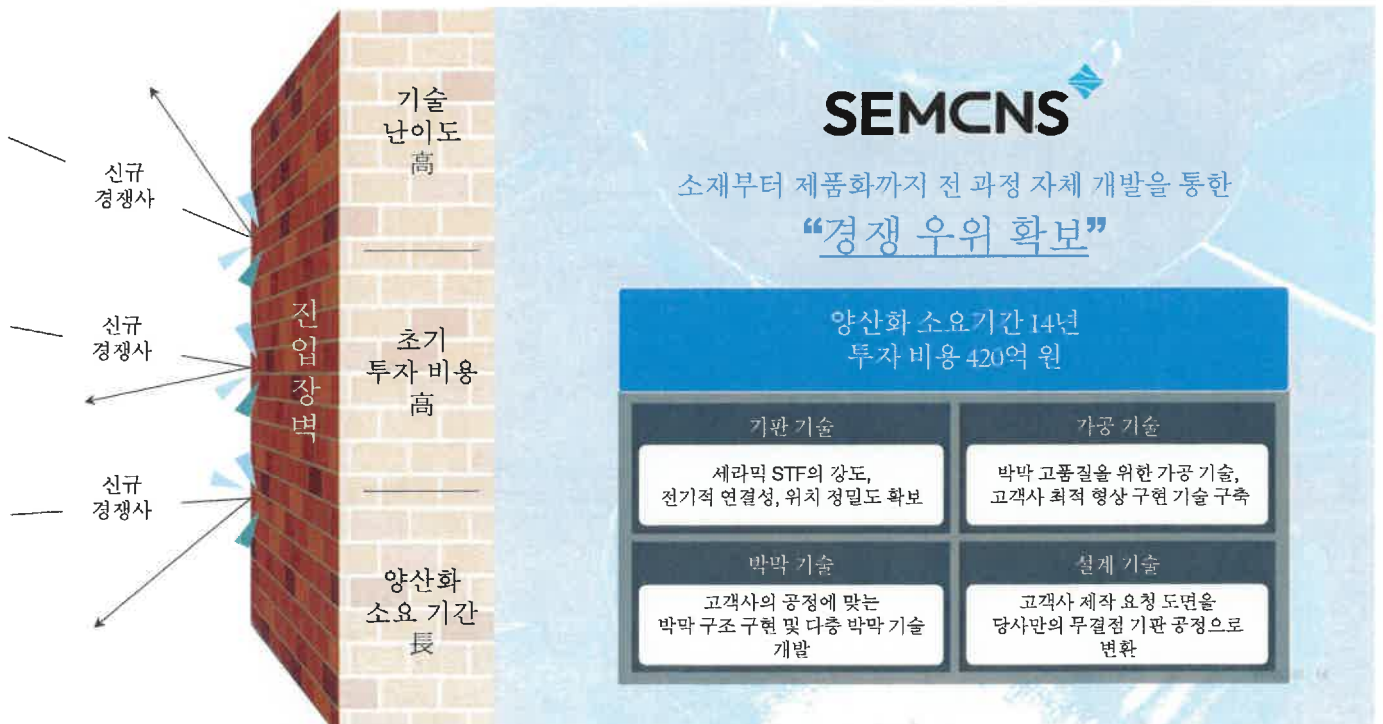 신규
경쟁사
신규
경쟁사
신규
경쟁사
진
입
장
벽
기술
난이도
高
초기
투자 비용
高
양산화
소요 기간
長
SEMCNS
소재부터 제품화까지 전 과정 자체 개발을 통한
“경쟁 우위 확보”
양산화 소요기간 14년
투자 비용 420억 원
기판 기술
세라믹 STF의 강도,
전기적 연결성, 위치 정밀도 확보
가공 기술
박막 고품질을 위한 가공 기술,
고객사 최적 형상 구현 기술 구축
박막 기술
고객사의 공정에 맞는
박막 구조 구현 및 다층 박막 기술
개발
설계 기술
고객사 제작 요청 도면을
당사만의 무결점 기판 공정으로
변환